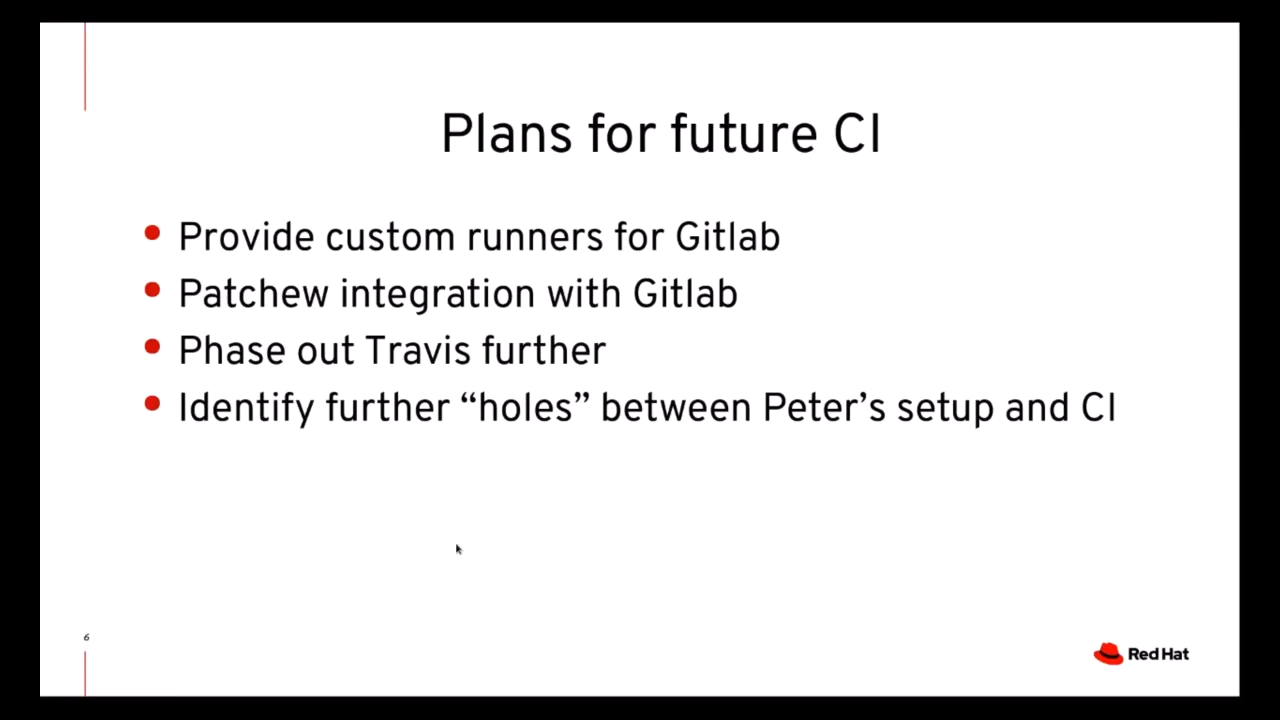 Plans for future CI
Provide custom runners for Gitlab
Patchew integration with Gitlab
Phase out Travis further
Identify further “holes” between Peter’s setup and CI
6
Red Hat